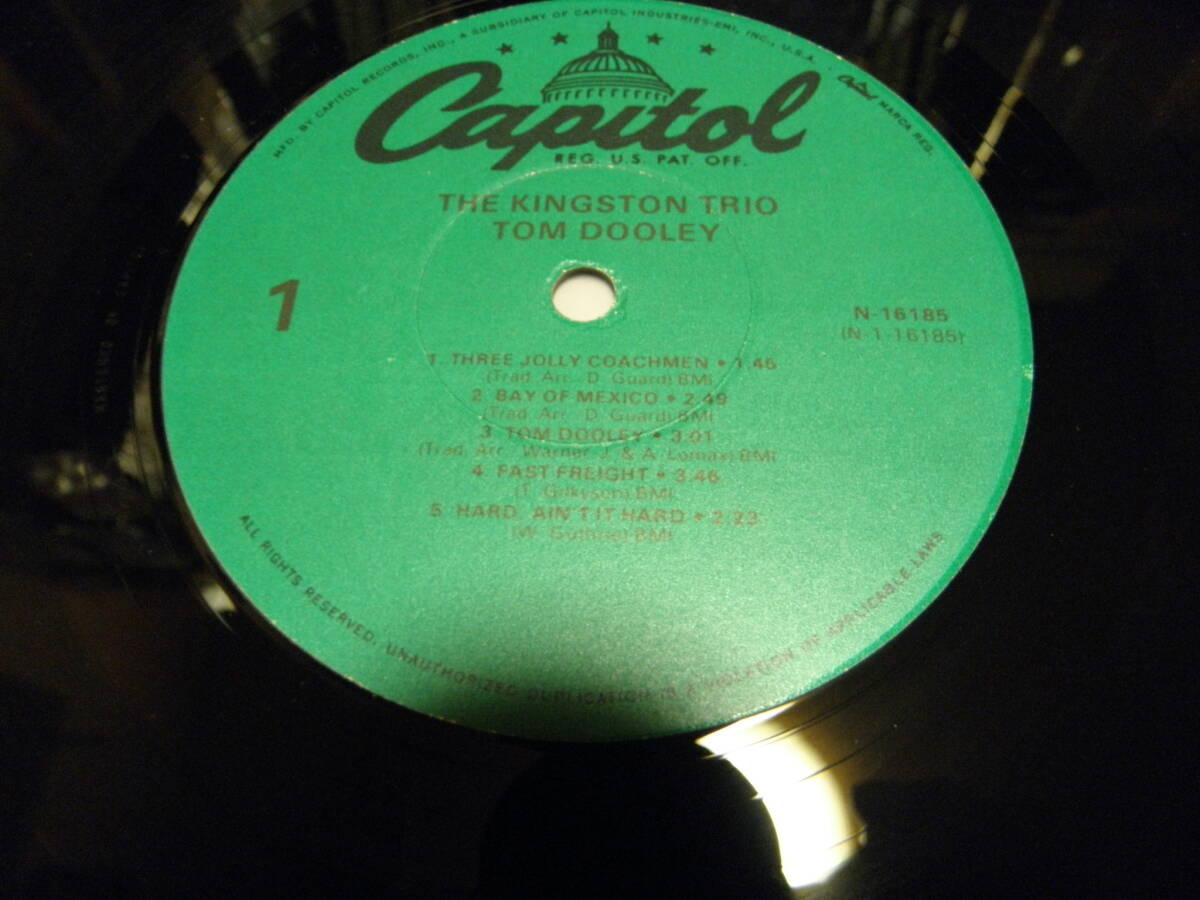 MFD. BY CAPITOL RECORDS, INC., A SUBSIDIARY OF CAPITOL INDUSTRIES-EMI, INC., U.S.A. · Capitol MARCA REG.
Capitol
REG. U.S. PAT. OFF.
THE KINGSTON TRIO
TOM DOOLEY
1
N-16185
(N-1-16185)
1. THREE JOLLY COACHMEN • 1:45
(Trad. Arr.: D. Guard) BMI
2. BAY OF MEXICO • 2:49
(Trad. Arr.: D. Guard) BMI
3. TOM DOOLEY • 3:01
(Trad. Arr.: Warner, J. & A. Lomax) BMI
4. FAST FREIGHT • 3:46
(T. Gilkyson) BMI
5. HARD, AIN'T IT HARD • 2:23
(W. Guthrie) BMI
ALL RIGHTS RESERVED. UNAUTHORIZED DUPLICATION IS A VIOLATION OF APPLICABLE LAWS